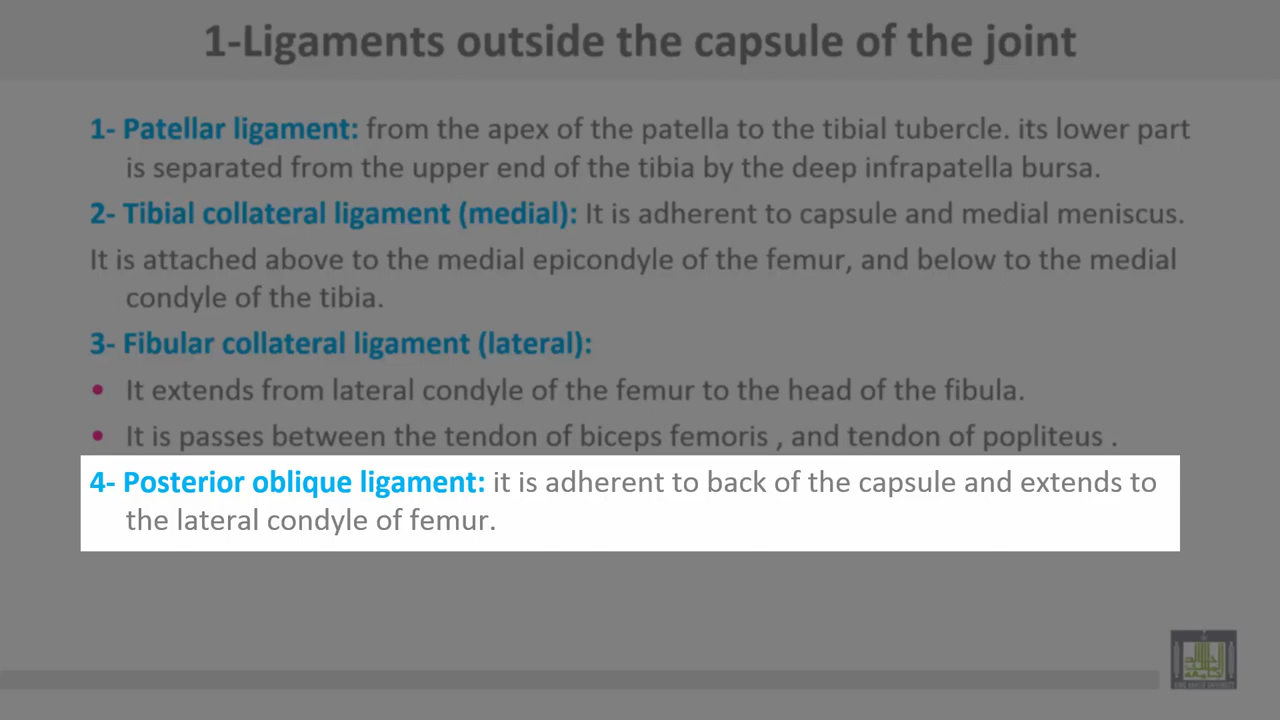 1-Ligaments outside the capsule of the joint
1- Patellar ligament: from the apex of the patella to the tibial tubercle. its lower part
is separated from the upper end of the tibia by the deep infrapatella bursa.
2- Tibial collateral ligament (medial): It is adherent to capsule and medial meniscus.
It is attached above to the medial epicondyle of the femur, and below to the medial
condyle of the tibia.
3- Fibular collateral ligament (lateral):
• It extends from lateral condyle of the femur to the head of the fibula.
• It is passes between the tendon of biceps femoris , and tendon of popliteus .
4- Posterior oblique ligament: it is adherent to back of the capsule and extends to
the lateral condyle of femur.